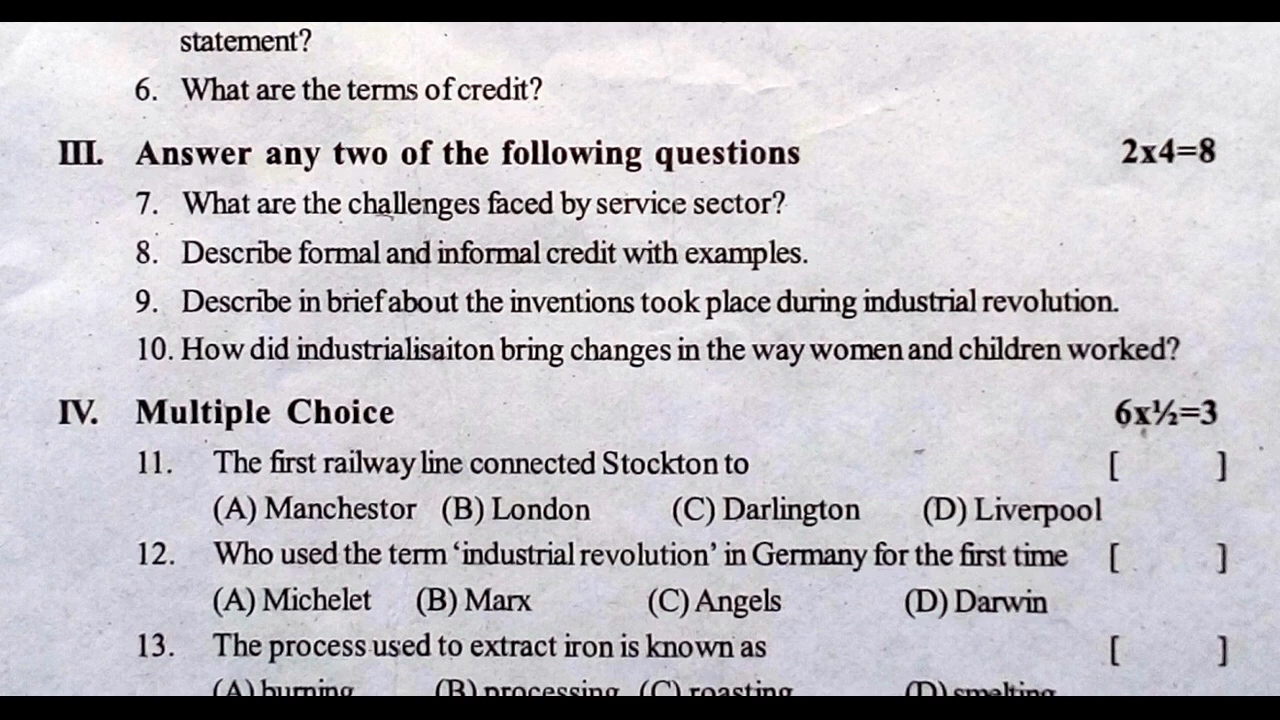 statement?
6. What are the terms of credit?
III. Answer any two of the following questions 2x4=8
7. What are the challenges faced by service sector?
8. Describe formal and informal credit with examples.
9. Describe in brief about the inventions took place during industrial revolution.
10. How did industrialisaiton bring changes in the way women and children worked?
IV. Multiple Choice 6x½=3
11. The first railway line connected Stockton to [ ]
(A) Manchestor (B) London (C) Darlington (D) Liverpool
12. Who used the term ‘industrial revolution’ in Germany for the first time [ ]
(A) Michelet (B) Marx (C) Angels (D) Darwin
13. The process used to extract iron is known as [ ]
(A) burning (B) processing (C) roasting (D) smelting